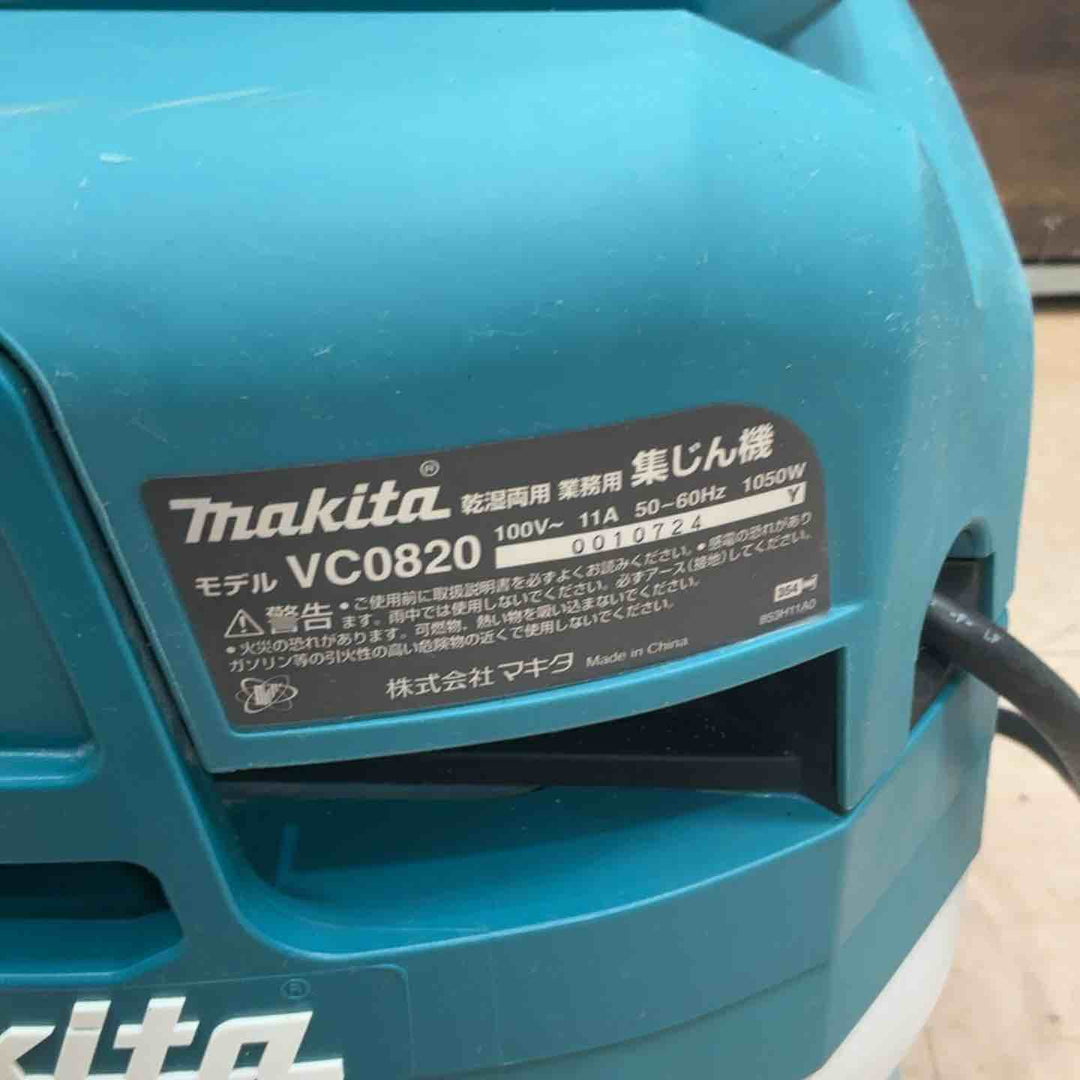 makita® 乾湿両用 業務用 集じん機
モデル VC0820 100V~ 11A 50-60Hz 1050W
0010724 Y
⚠警告 •ご使用前に取扱説明書を必ずよくお読みください。•感電の恐れがあり
ます。雨中では使用しないでください。必ずアース(接地)してください。
•火災の恐れがあります。可燃物、熱い物を吸い込まないでください。
ガソリン等の引火性の高い危険物の近くで使用しないでください。
株式会社 マキタ Made in China
853H11A0
kita®